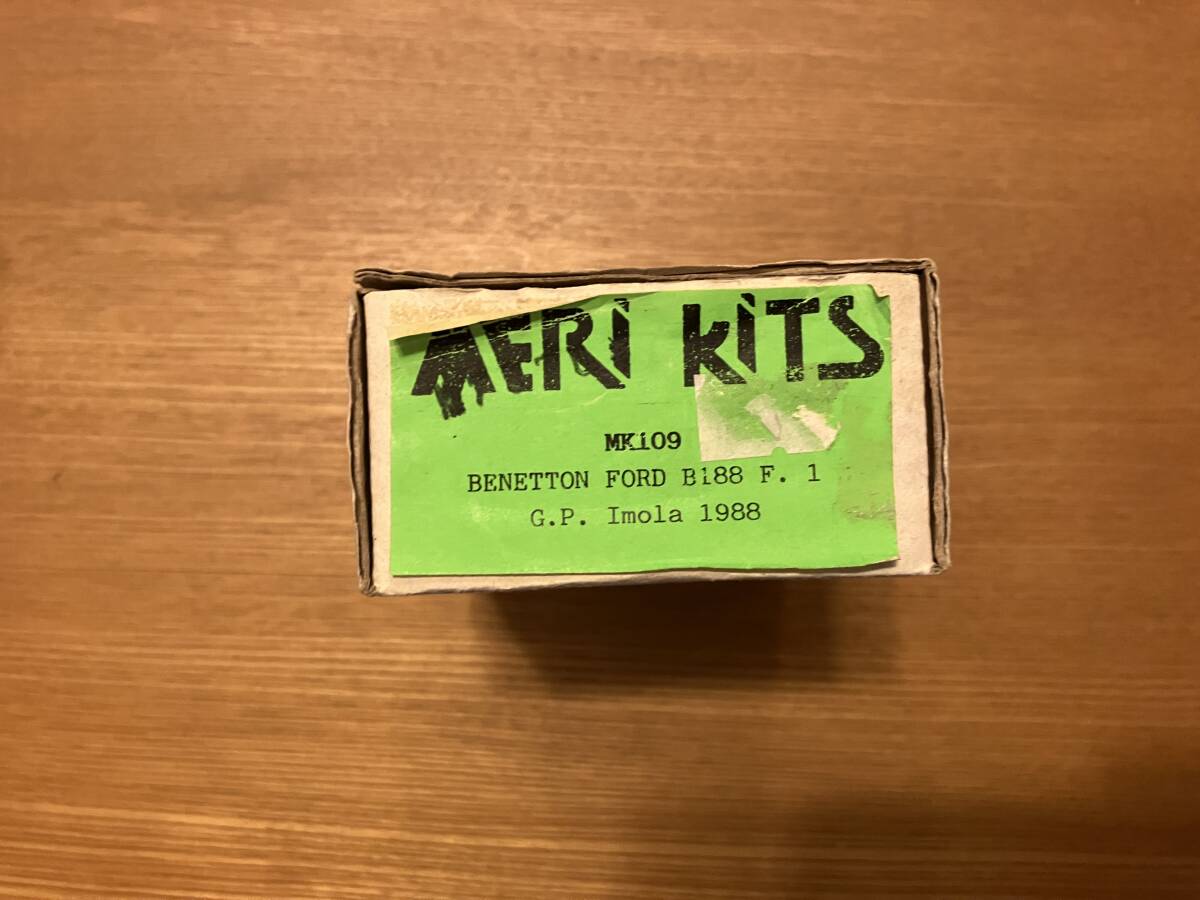 MERi KiTS
MK109
BENETTON FORD B188 F. 1
G.P. Imola 1988